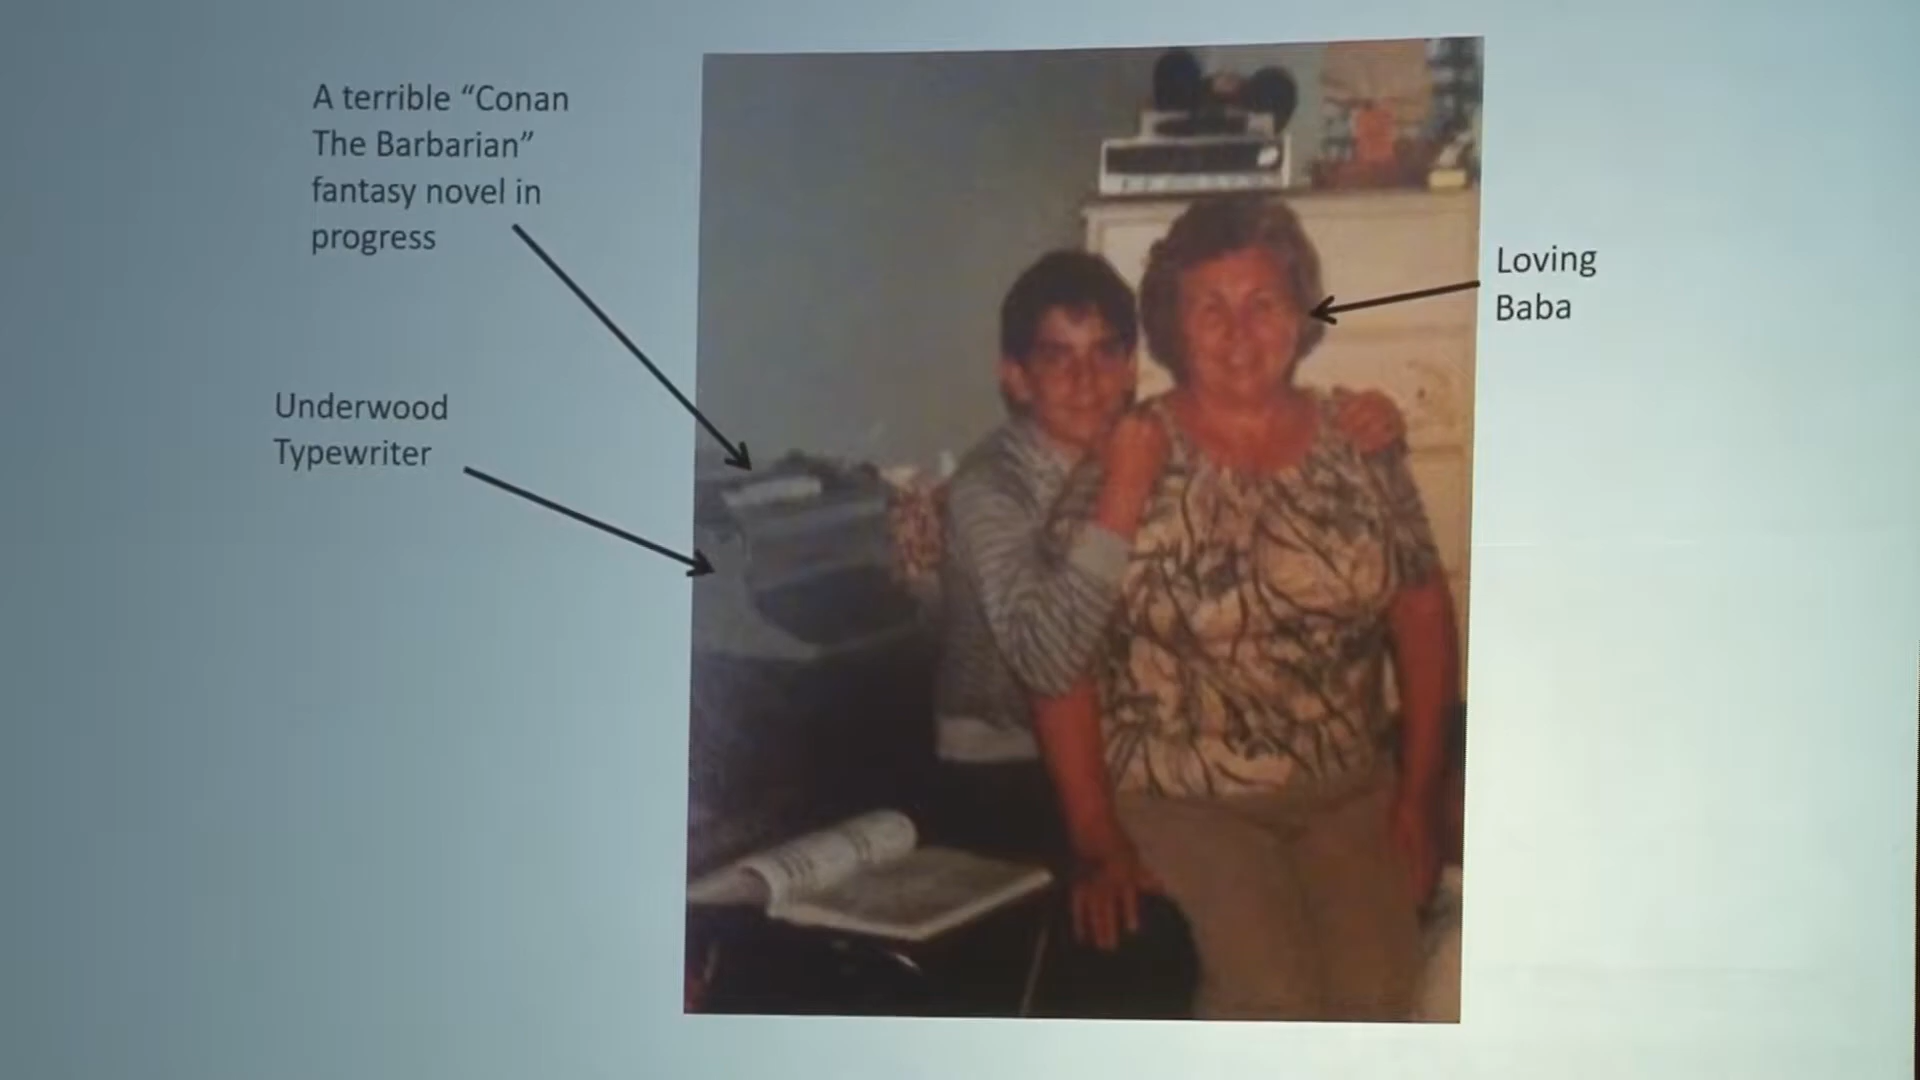 A terrible “Conan
The Barbarian”
fantasy novel in
progress
Underwood
Typewriter
Loving
Baba